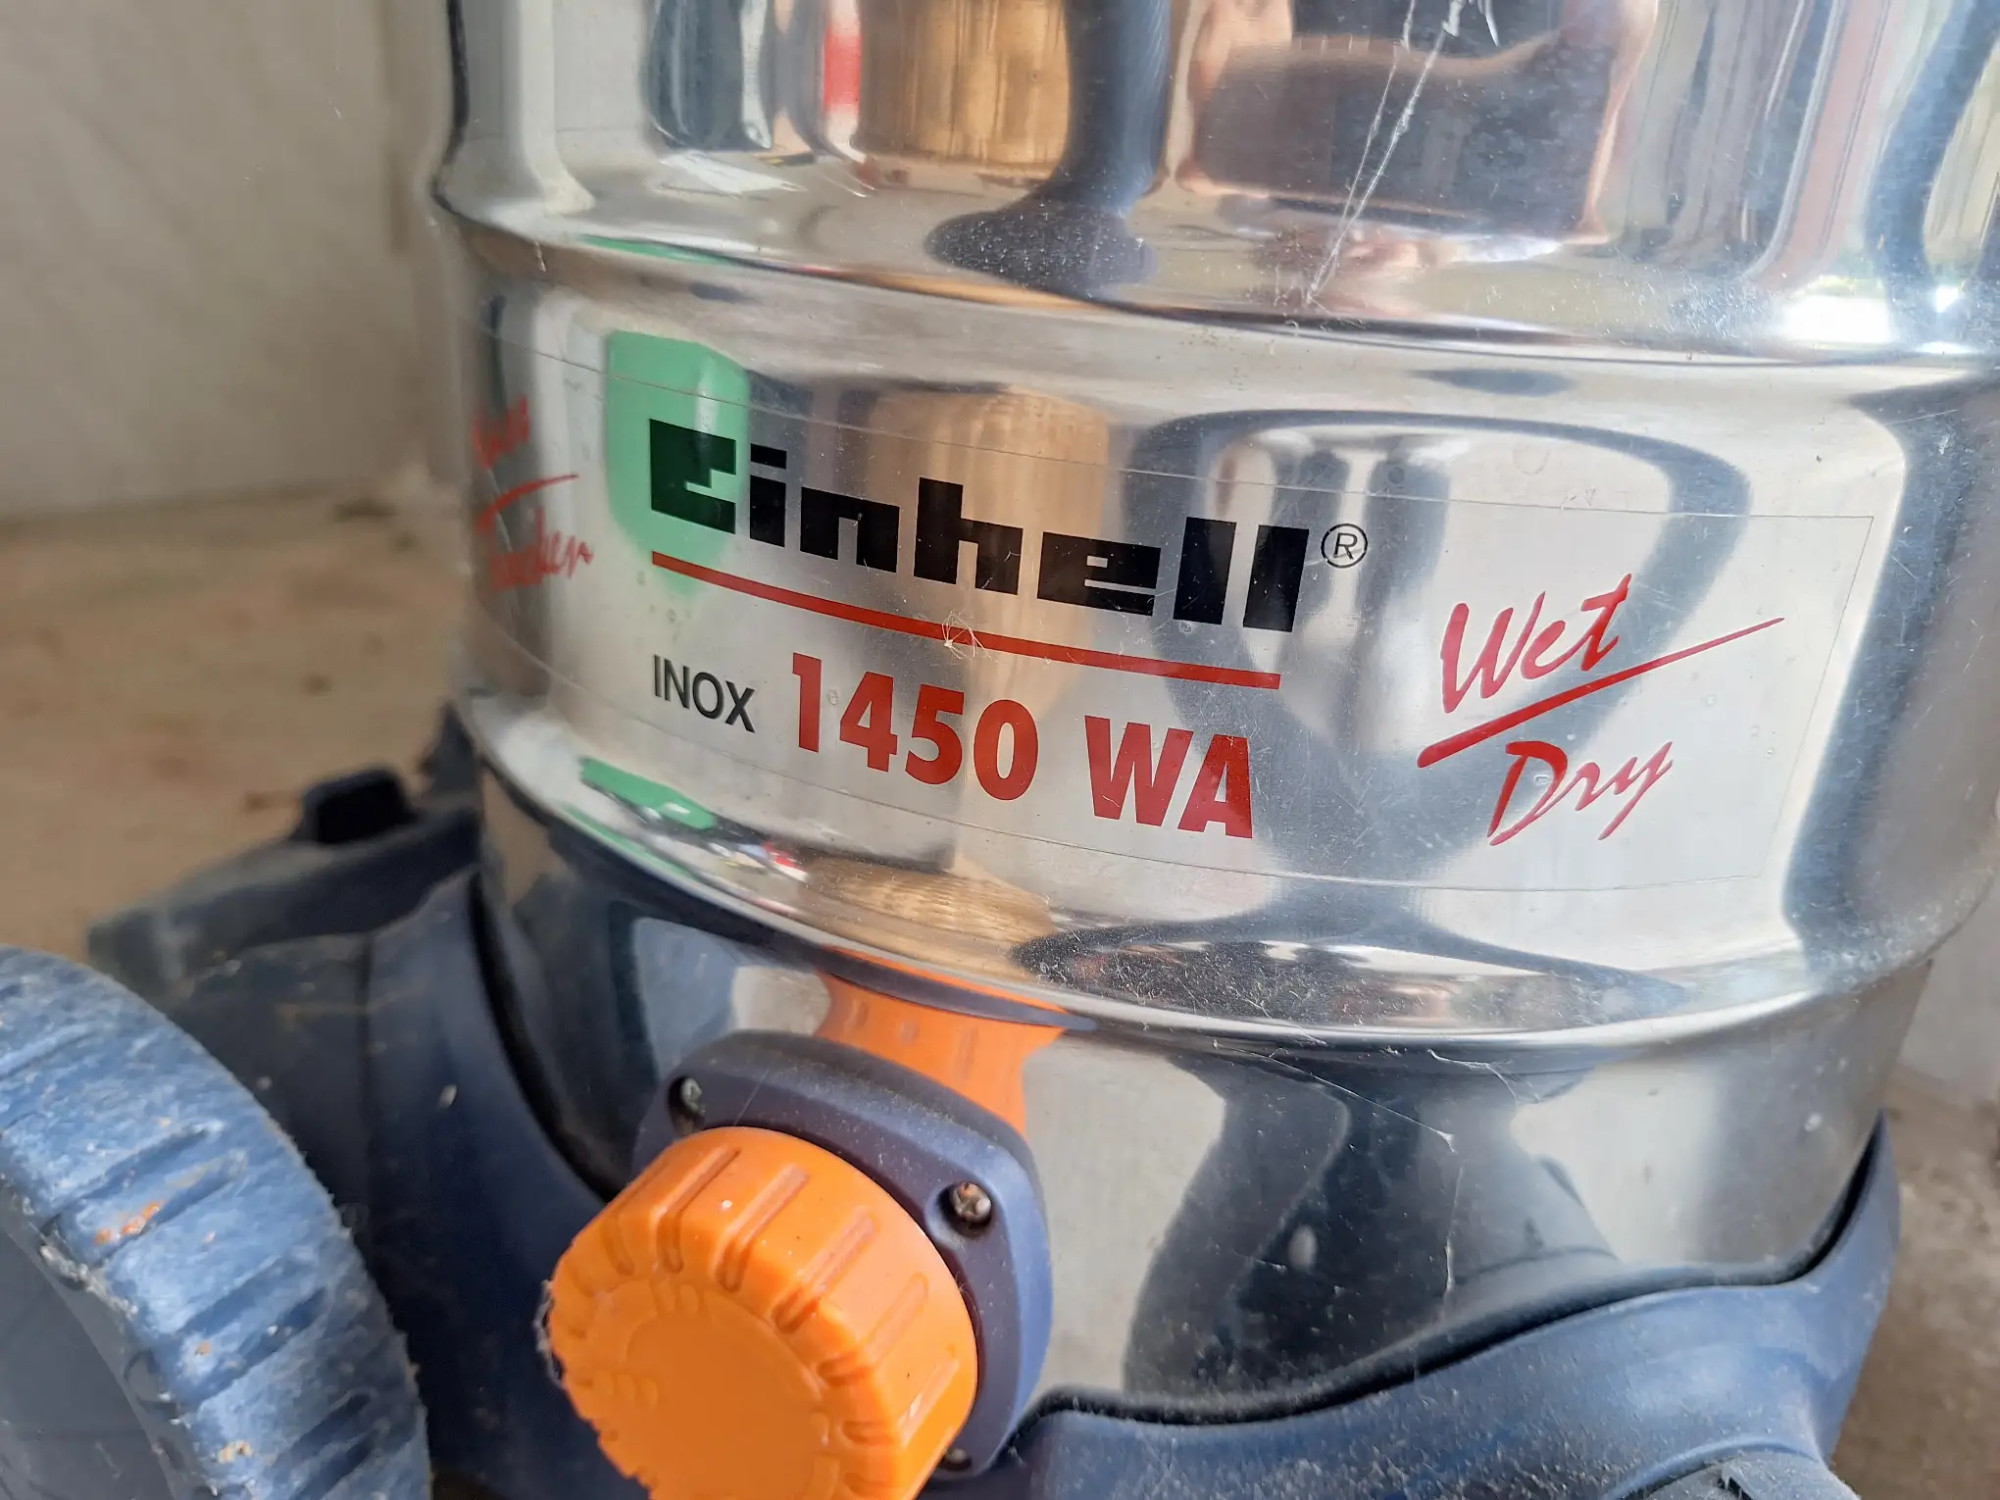 Einhell®
INOX 1450 WA
Wet
Dry